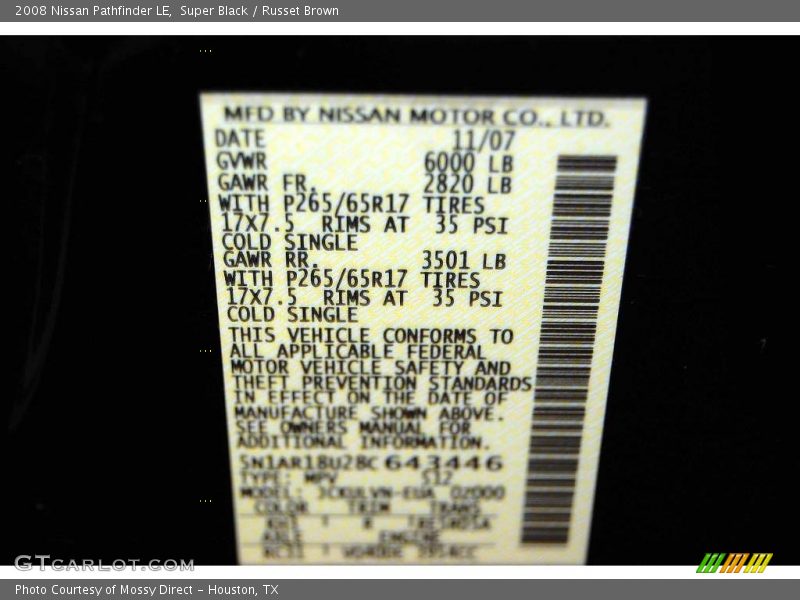 2008 Nissan Pathfinder LE,  Super Black / Russet Brown
MFD BY NISSAN MOTOR CO., LTD.
DATE 11/07
GVWR 6000 LB
GAWR FR. 2820 LB
WITH P265/65R17 TIRES
17X7.5 RIMS AT 35 PSI
COLD SINGLE
GAWR RR. 3501 LB
WITH P265/65R17 TIRES
17X7.5 RIMS AT 35 PSI
COLD SINGLE
THIS VEHICLE CONFORMS TO
ALL APPLICABLE FEDERAL
MOTOR VEHICLE SAFETY AND
THEFT PREVENTION STANDARDS
IN EFFECT ON THE DATE OF
MANUFACTURE SHOWN ABOVE.
SEE OWNERS MANUAL FOR
ADDITIONAL INFORMATION.
5N1AR18U28C643446
TYPE: MPV S12
MODEL:
COLOR TRIM TRANS
AXLE ENGINE
GTCARLOT.COM
Photo Courtesy of Mossy Direct - Houston, TX